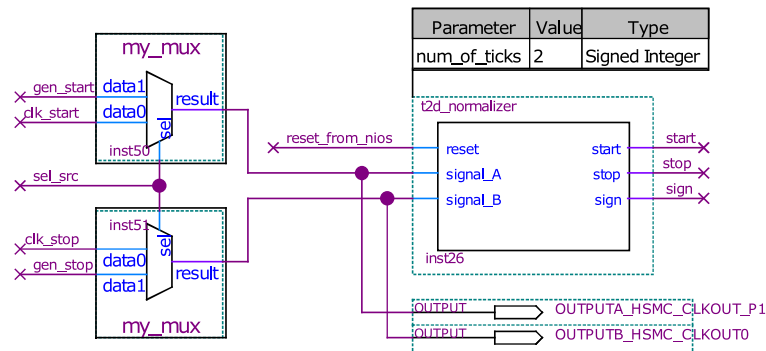 Parameter Value Type
num_of_ticks 2 Signed Integer
my_mux
gen_start data1
clk_start data0
result
sel
inst50
sel_src
inst51
sel
clk_stop data0
gen_stop data1
result
my_mux
t2d_normalizer
reset_from_nios reset
signal_A
signal_B
start start
stop stop
sign sign
inst26
OUTPUT OUTPUTA_HSMC_CLKOUT_P1
OUTPUT OUTPUTB_HSMC_CLKOUT0